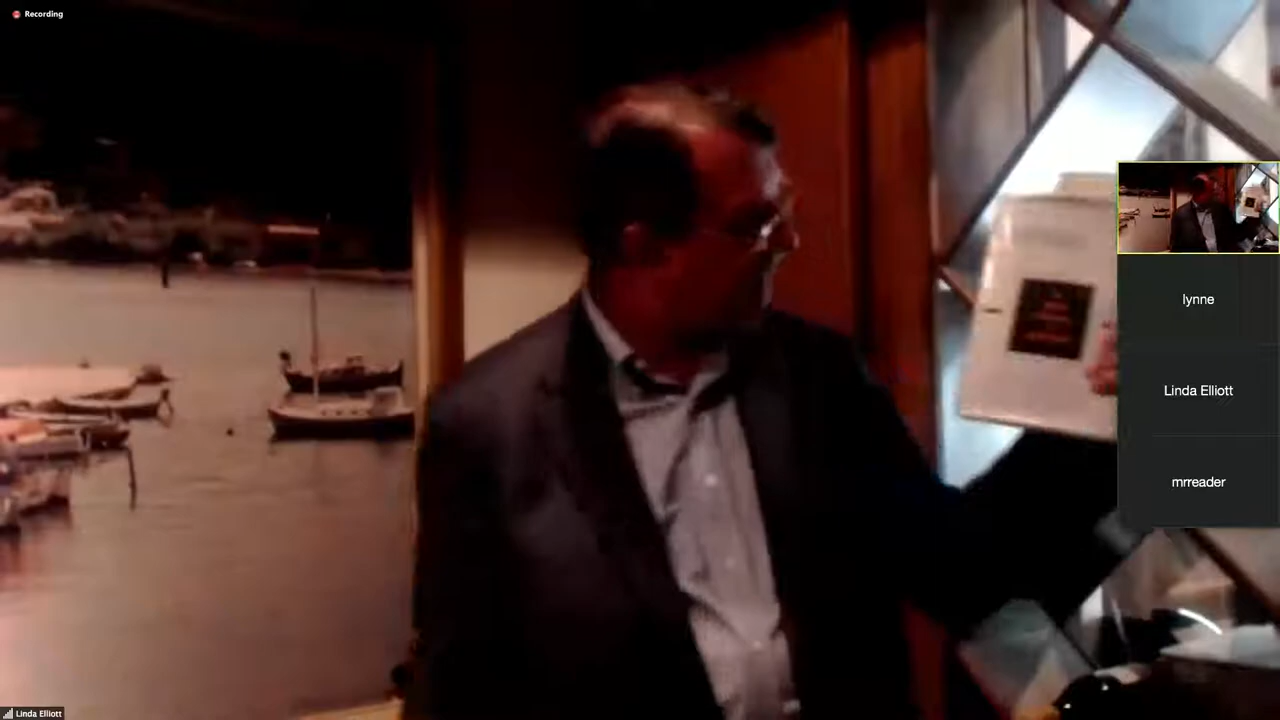 Recording
lynne
Linda Elliott
mrreader
Linda Elliott